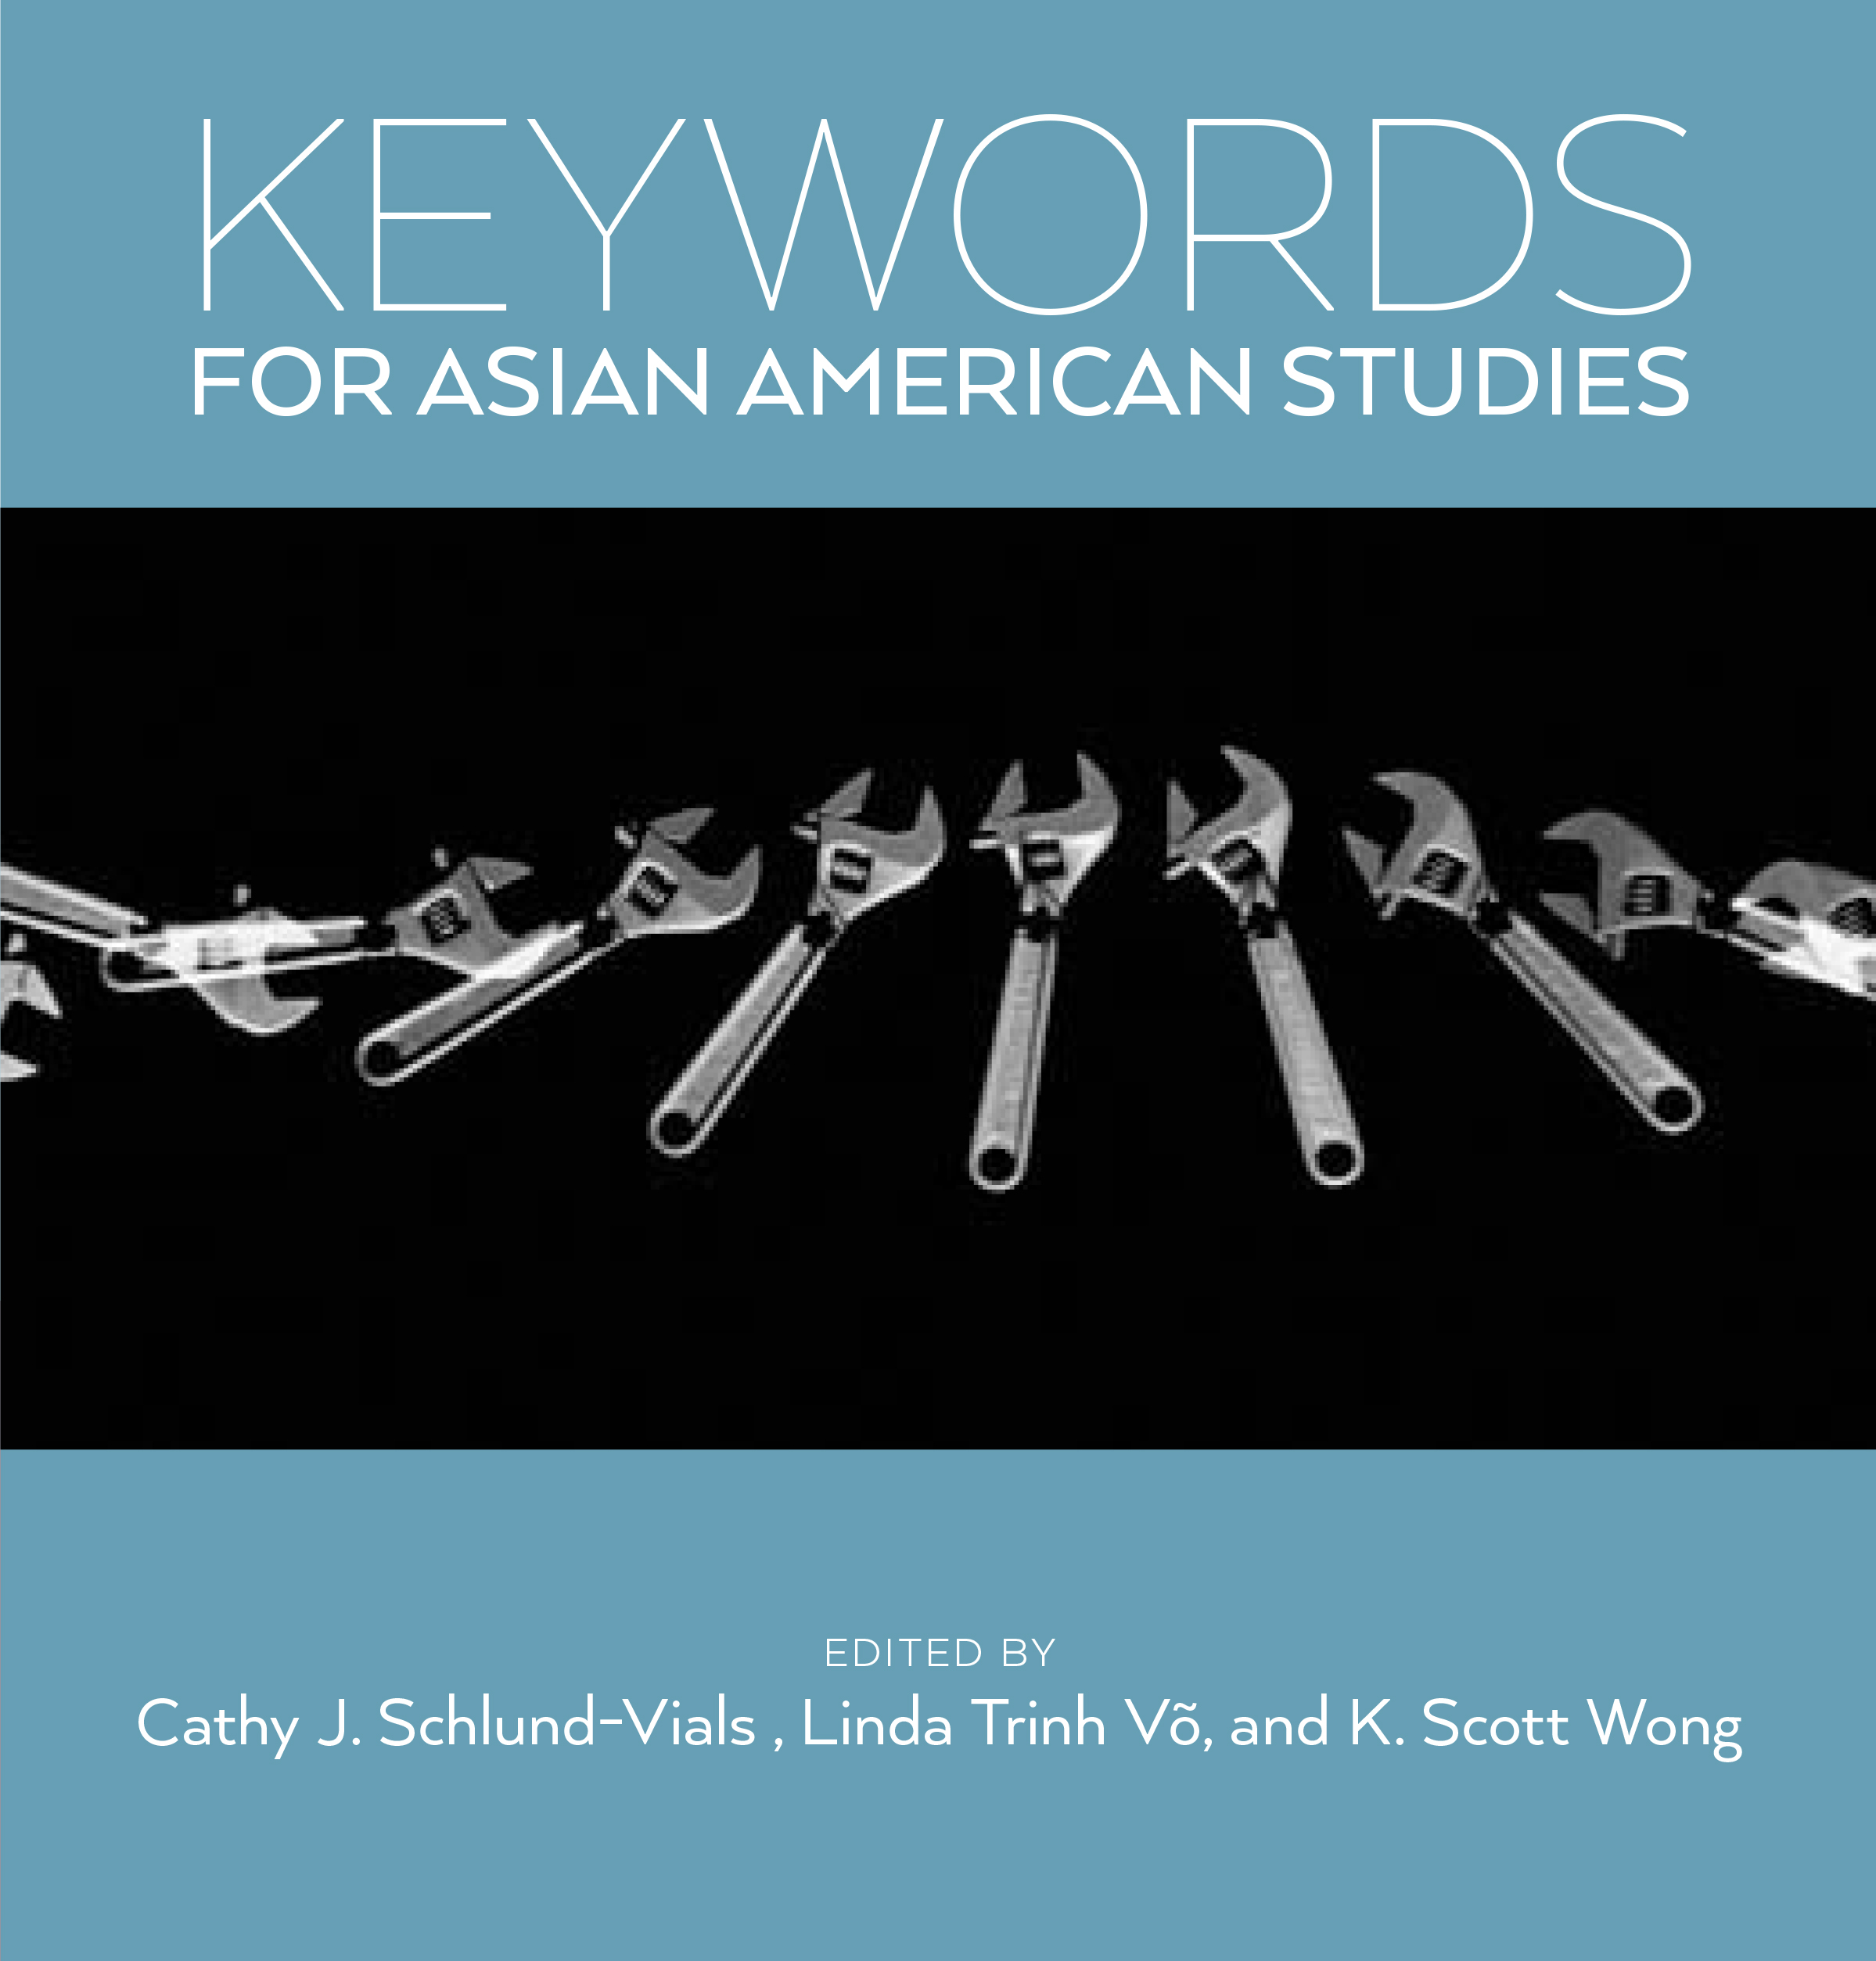 KEYWORDS
FOR ASIAN AMERICAN STUDIES
EDITED BY
Cathy J. Schlund-Vials , Linda Trinh Võ, and K. Scott Wong